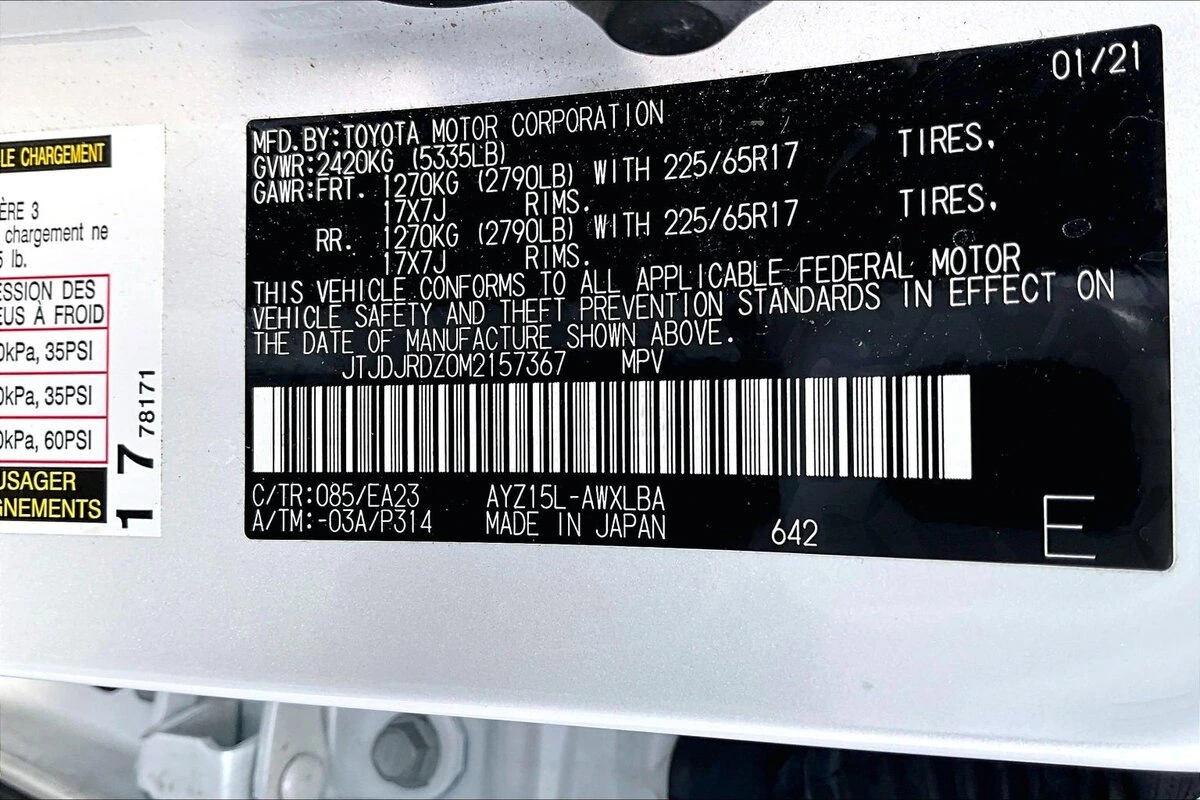 LE CHARGEMENT
ÈRE 3
chargement ne
lb.
ESSION DES
EUS À FROID
0kPa, 35PSI
0kPa, 35PSI
0kPa, 60PSI
USAGER
GNEMENTS
1 7 78171
01/21
MFD. BY:TOYOTA MOTOR CORPORATION
GVWR:2420KG (5335LB)
GAWR:FRT. 1270KG (2790LB) WITH 225/65R17 TIRES,
17X7J RIMS.
RR. 1270KG (2790LB) WITH 225/65R17 TIRES,
17X7J RIMS.
THIS VEHICLE CONFORMS TO ALL APPLICABLE FEDERAL MOTOR
VEHICLE SAFETY AND THEFT PREVENTION STANDARDS IN EFFECT ON
THE DATE OF MANUFACTURE SHOWN ABOVE.
JTJDJRDZ0M2157367 MPV
C/TR:085/EA23 AYZ15L-AWXLBA
A/TM:-03A/P314 MADE IN JAPAN 642 E